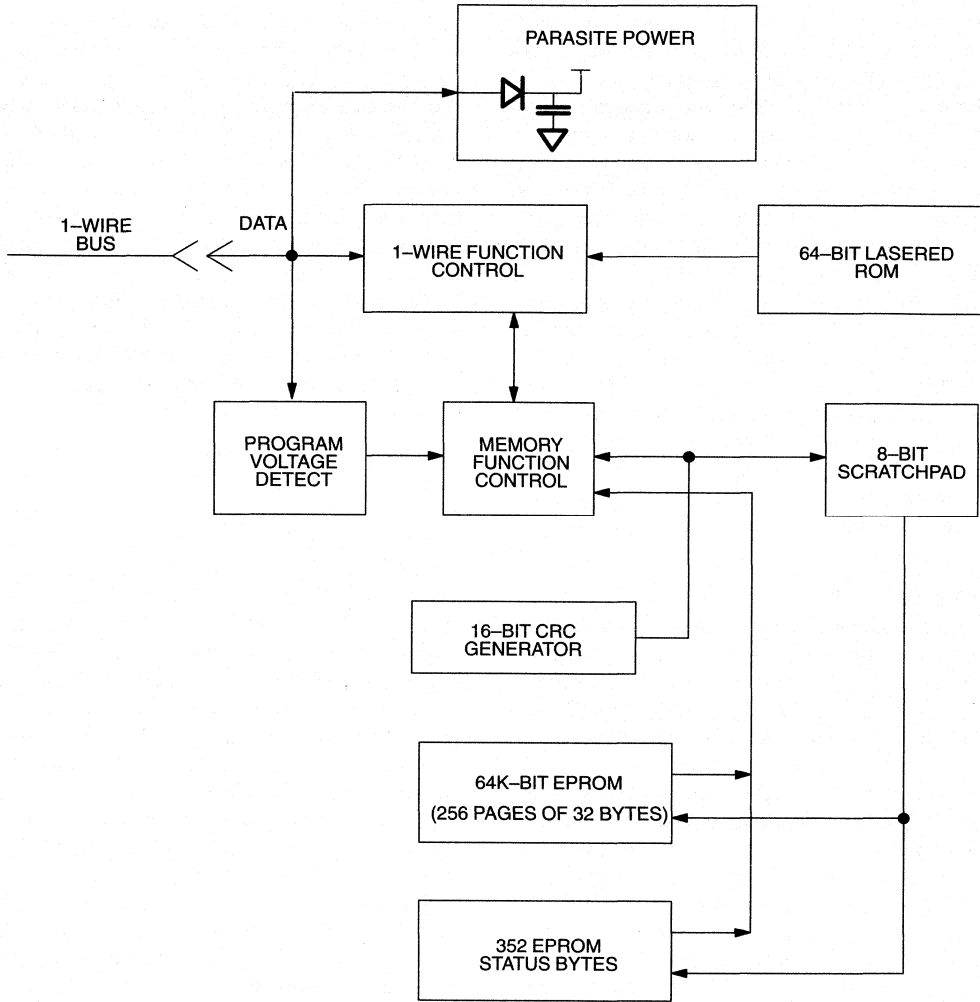 PARASITE POWER
1–WIRE
BUS
DATA
1–WIRE FUNCTION
CONTROL
64–BIT LASERED
ROM
PROGRAM
VOLTAGE
DETECT
MEMORY
FUNCTION
CONTROL
8–BIT
SCRATCHPAD
16–BIT CRC
GENERATOR
64K–BIT EPROM
(256 PAGES OF 32 BYTES)
352 EPROM
STATUS BYTES